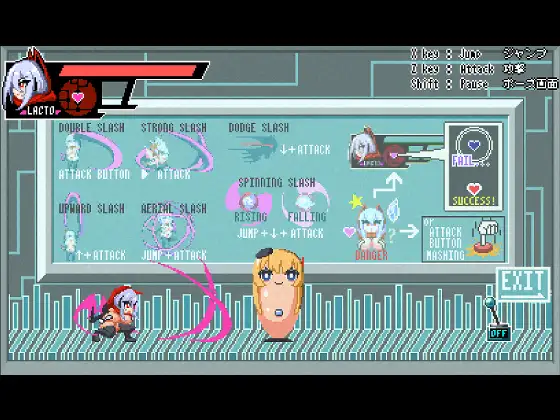 X key : Jump ジャンプ
Z key : Attack 攻撃
Shift : Pause ポーズ画面
LACTO
DOUBLE SLASH
ATTACK BUTTON
STRONG SLASH
ATTACK
DODGE SLASH
↓+ATTACK
SPINNING SLASH
RISING
FALLING
JUMP+↓+ATTACK
UPWARD SLASH
↑+ATTACK
AERIAL SLASH
JUMP+ATTACK
DANGER
?
FAIL
SUCCESS!
OR
ATTACK
BUTTON
MASHING
EXIT
OFF